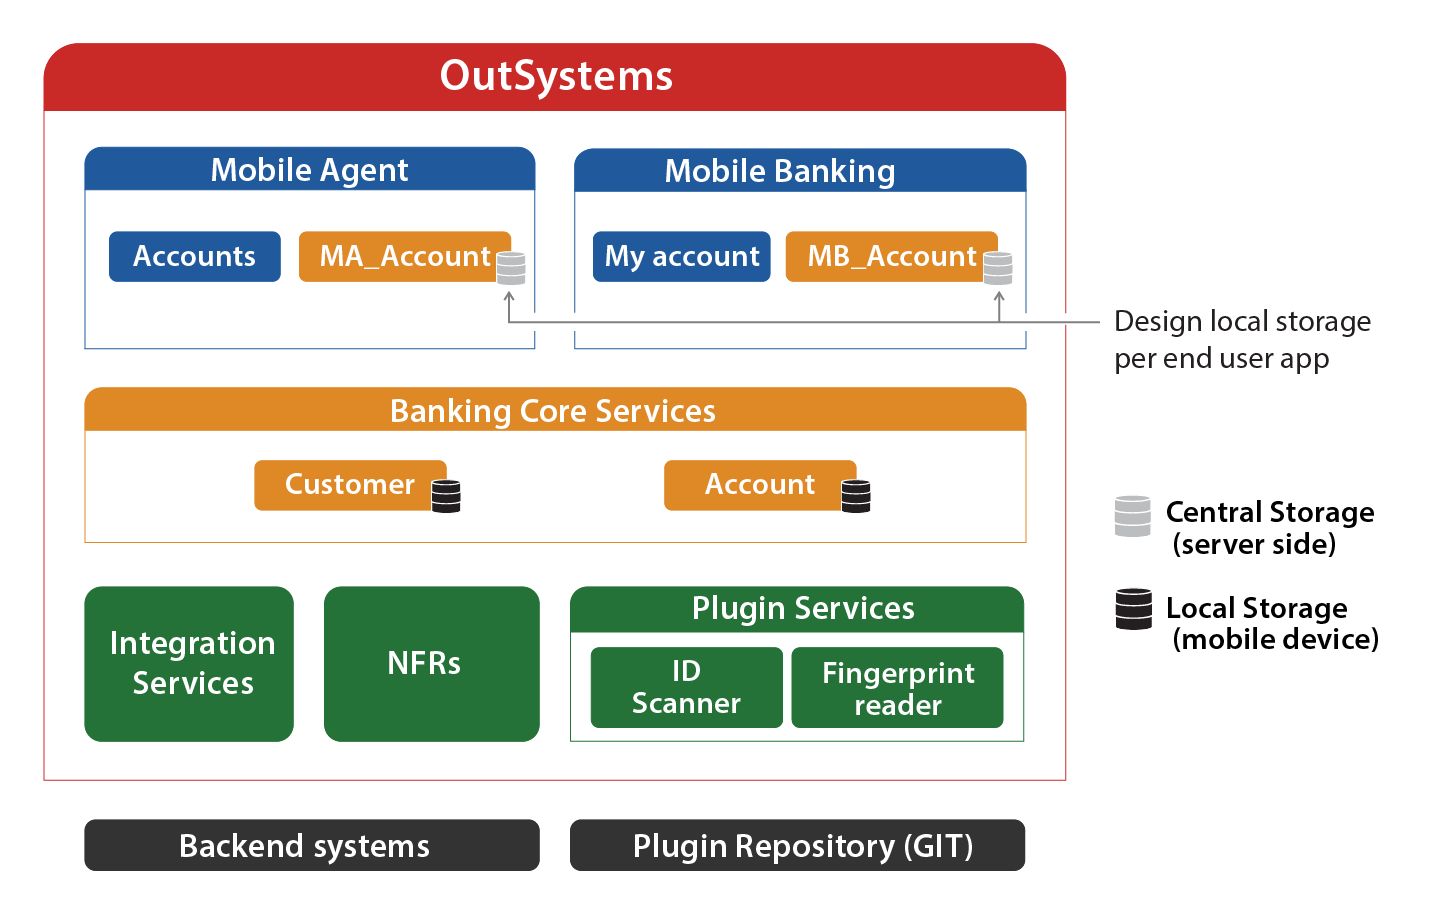 OutSystems
Mobile Agent
Mobile Banking
Accounts
MA_Account
My account
MB_Account
Design local storage
per end user app
Banking Core Services
Customer
Account
Central Storage
(server side)
Local Storage
(mobile device)
Integration
Services
NFRs
Plugin Services
ID
Scanner
Fingerprint
reader
Backend systems
Plugin Repository (GIT)